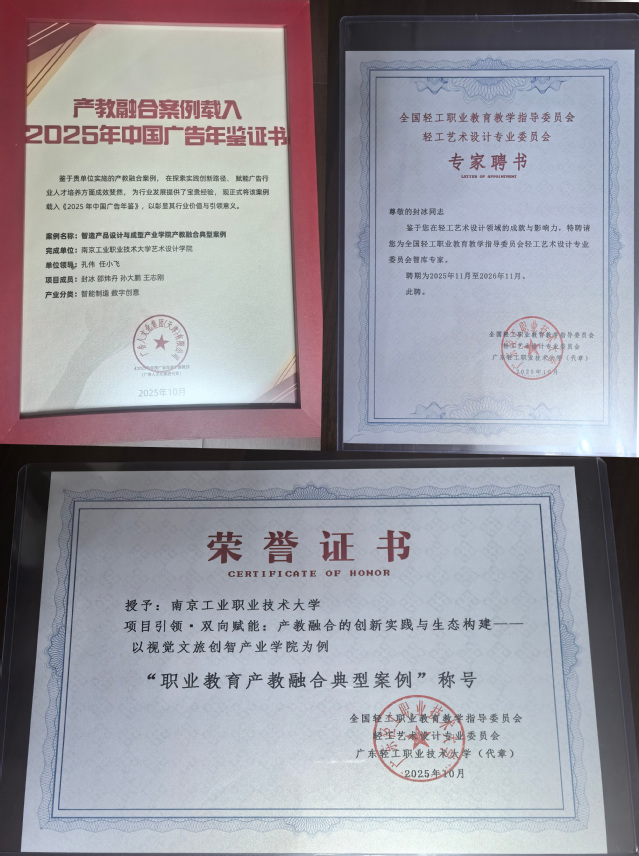 产教融合案例载入
2025年中国广告年鉴证书
鉴于贵单位实施的产教融合案例，在探索实践创新路径、赋能广告行
业人才培养方面成效斐然，为行业发展提供了宝贵经验，现正式将该案例
载入《2025 年中国广告年鉴》，以彰显其行业价值与引领意义。
案例名称：智造产品设计与成型产业学院产教融合典型案例
完成单位：南京工业职业技术大学艺术设计学院
单位领导：孔伟 任小飞
项目成员：封冰 邵炜丹 孙大鹏 王志刚
产业分类：智能制造 数字创意
2025年10月
全国轻工职业教育教学指导委员会
轻工艺术设计专业委员会
专家聘书
LETTER OF APPOINTMENT
尊敬的封冰同志
鉴于您在轻工艺术设计领域的成就与影响力，特聘请
您为全国轻工职业教育教学指导委员会轻工艺术设计专业
委员会智库专家。
聘期为2025年11月至2026年11月。
此聘。
全国轻工职业教育教学指导委员会
轻工艺术设计专业委员会
广东轻工职业技术大学（代章）
2025年10月
荣誉证书
CERTIFICATE OF HONOR
授予：南京工业职业技术大学
项目引领·双向赋能：产教融合的创新实践与生态构建——
以视觉文旅创智产业学院为例
“职业教育产教融合典型案例”称号
全国轻工职业教育教学指导委员会
轻工艺术设计专业委员会
广东轻工职业技术大学（代章）
2025年10月